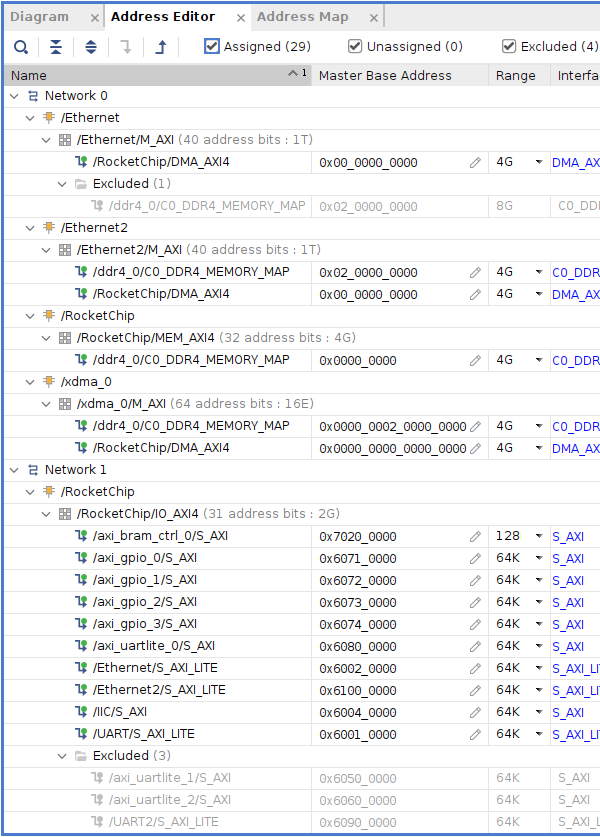 Diagram × Address Editor × Address Map ×
Assigned (29) Unassigned (0) Excluded (4)
Name ^ 1 Master Base Address Range Interfa
Network 0
/Ethernet
/Ethernet/M_AXI (40 address bits : 1T)
/RocketChip/DMA_AXI4 0x00_0000_0000 4G DMA_AX
Excluded (1)
/ddr4_0/C0_DDR4_MEMORY_MAP 0x02_0000_0000 8G C0_DD
/Ethernet2
/Ethernet2/M_AXI (40 address bits : 1T)
/ddr4_0/C0_DDR4_MEMORY_MAP 0x02_0000_0000 4G C0_DDR
/RocketChip/DMA_AXI4 0x00_0000_0000 4G DMA_AX
/RocketChip
/RocketChip/MEM_AXI4 (32 address bits : 4G)
/ddr4_0/C0_DDR4_MEMORY_MAP 0x0000_0000 4G C0_DDR
/xdma_0
/xdma_0/M_AXI (64 address bits : 16E)
/ddr4_0/C0_DDR4_MEMORY_MAP 0x0000_0002_0000_0000 4G C0_DDR
/RocketChip/DMA_AXI4 0x0000_0000_0000_0000 4G DMA_AX
Network 1
/RocketChip
/RocketChip/IO_AXI4 (31 address bits : 2G)
/axi_bram_ctrl_0/S_AXI 0x7020_0000 128 S_AXI
/axi_gpio_0/S_AXI 0x6071_0000 64K S_AXI
/axi_gpio_1/S_AXI 0x6072_0000 64K S_AXI
/axi_gpio_2/S_AXI 0x6073_0000 64K S_AXI
/axi_gpio_3/S_AXI 0x6074_0000 64K S_AXI
/axi_uartlite_0/S_AXI 0x6080_0000 64K S_AXI
/Ethernet/S_AXI_LITE 0x6002_0000 64K S_AXI_LI
/Ethernet2/S_AXI_LITE 0x6100_0000 64K S_AXI_LI
/IIC/S_AXI 0x6004_0000 64K S_AXI
/UART/S_AXI_LITE 0x6001_0000 64K S_AXI_LI
Excluded (3)
/axi_uartlite_1/S_AXI 0x6050_0000 64K S_AXI
/axi_uartlite_2/S_AXI 0x6060_0000 64K S_AXI
/UART2/S_AXI_LITE 0x6090_0000 64K S_AXI_L